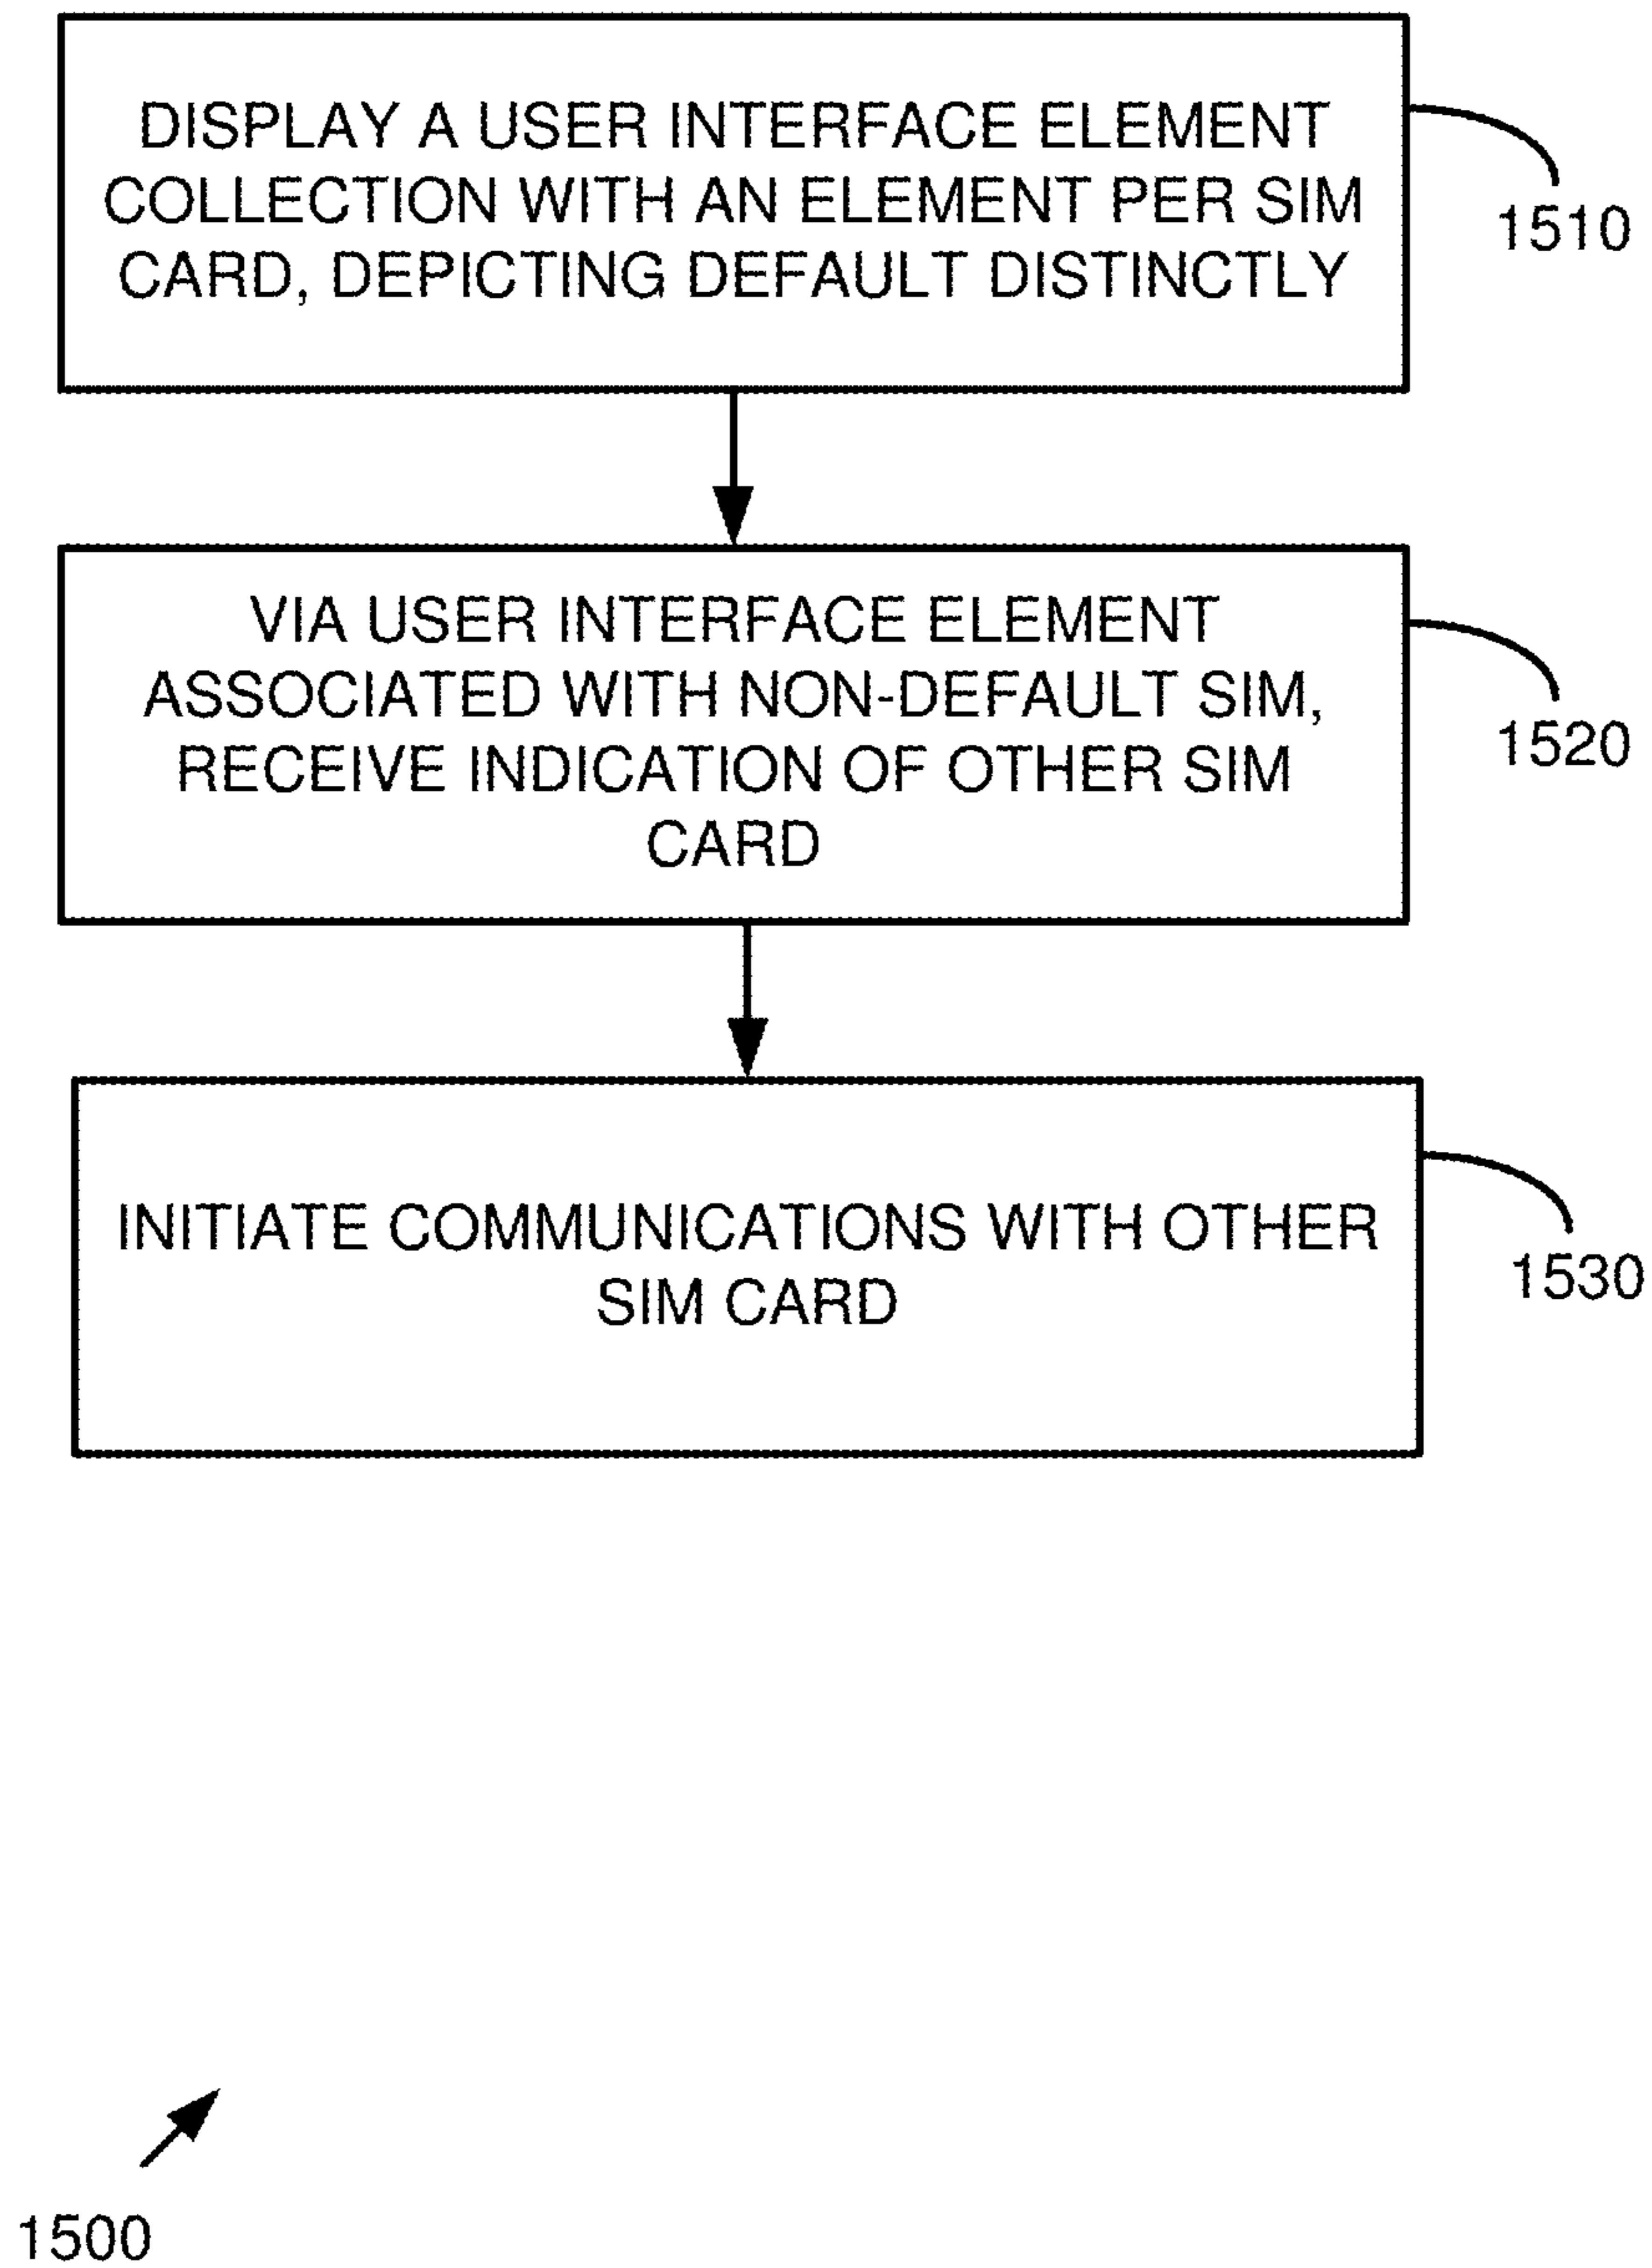 DISPLAY A USER INTERFACE ELEMENT
COLLECTION WITH AN ELEMENT PER SIM
CARD, DEPICTING DEFAULT DISTINCTLY
1510
VIA USER INTERFACE ELEMENT
ASSOCIATED WITH NON-DEFAULT SIM,
RECEIVE INDICATION OF OTHER SIM
CARD
1520
INITIATE COMMUNICATIONS WITH OTHER
SIM CARD
1530
1500